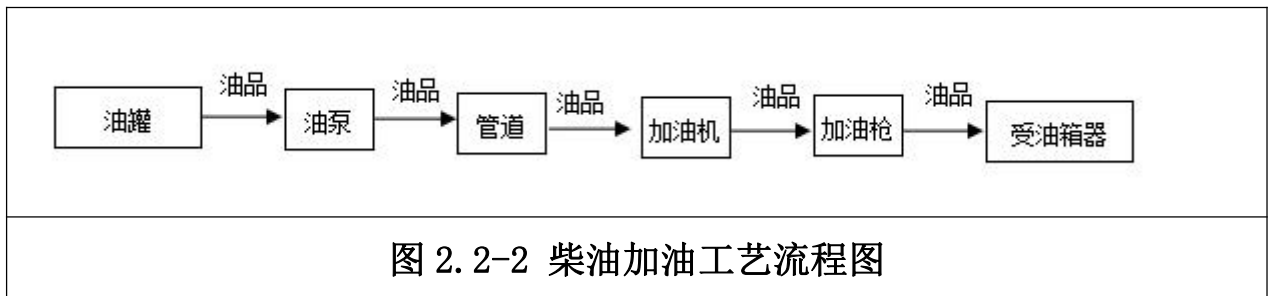 油罐
油品
油泵
油品
管道
油品
加油机
油品
加油枪
油品
受油箱器
图 2.2-2 柴油加油工艺流程图